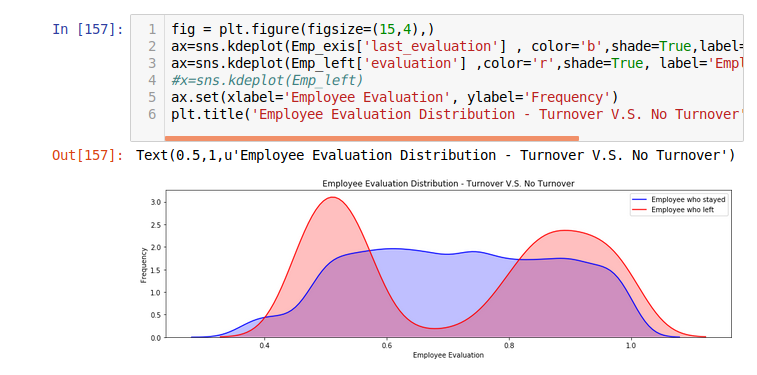 In [157]:
1 fig = plt.figure(figsize=(15,4),)
2 ax=sns.kdeplot(Emp_exis['last_evaluation'] , color='b',shade=True,label=
3 ax=sns.kdeplot(Emp_left['evaluation'] ,color='r',shade=True, label='Empl
4 #x=sns.kdeplot(Emp_left)
5 ax.set(xlabel='Employee Evaluation', ylabel='Frequency')
6 plt.title('Employee Evaluation Distribution - Turnover V.S. No Turnover'
Out[157]: Text(0.5,1,u'Employee Evaluation Distribution - Turnover V.S. No Turnover')
Employee Evaluation Distribution - Turnover V.S. No Turnover
Employee who stayed
Employee who left
Frequency
3.0
2.5
2.0
1.5
1.0
0.5
0.0
0.4 0.6 0.8 1.0
Employee Evaluation